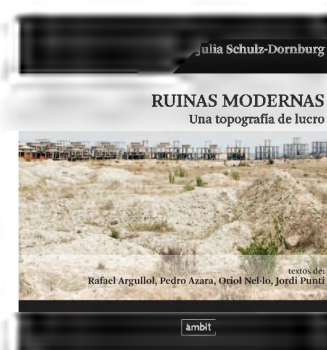 Julia Schulz-Dornburg
RUINAS MODERNAS
Una topografía de lucro
textos de:
Rafael Argullol, Pedro Azara, Oriol Nel·lo, Jordi Puntí
àmbit